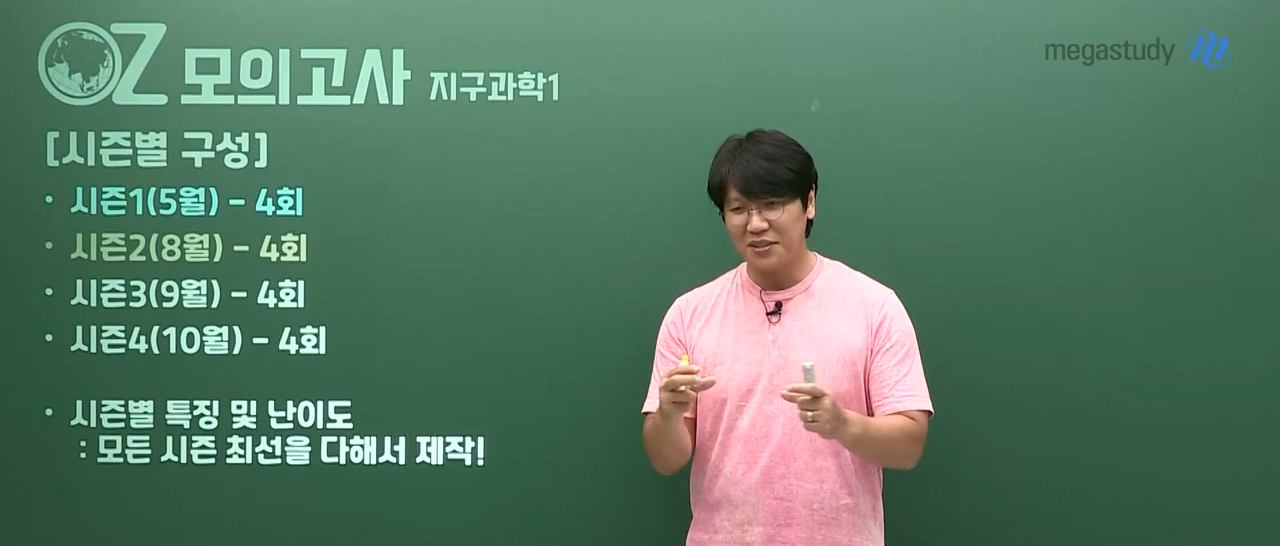 OZ 모의고사 지구과학1
megastudy
[시즌별 구성]
• 시즌1(5월) – 4회
• 시즌2(8월) – 4회
• 시즌3(9월) – 4회
• 시즌4(10월) – 4회
• 시즌별 특징 및 난이도
: 모든 시즌 최선을 다해서 제작!